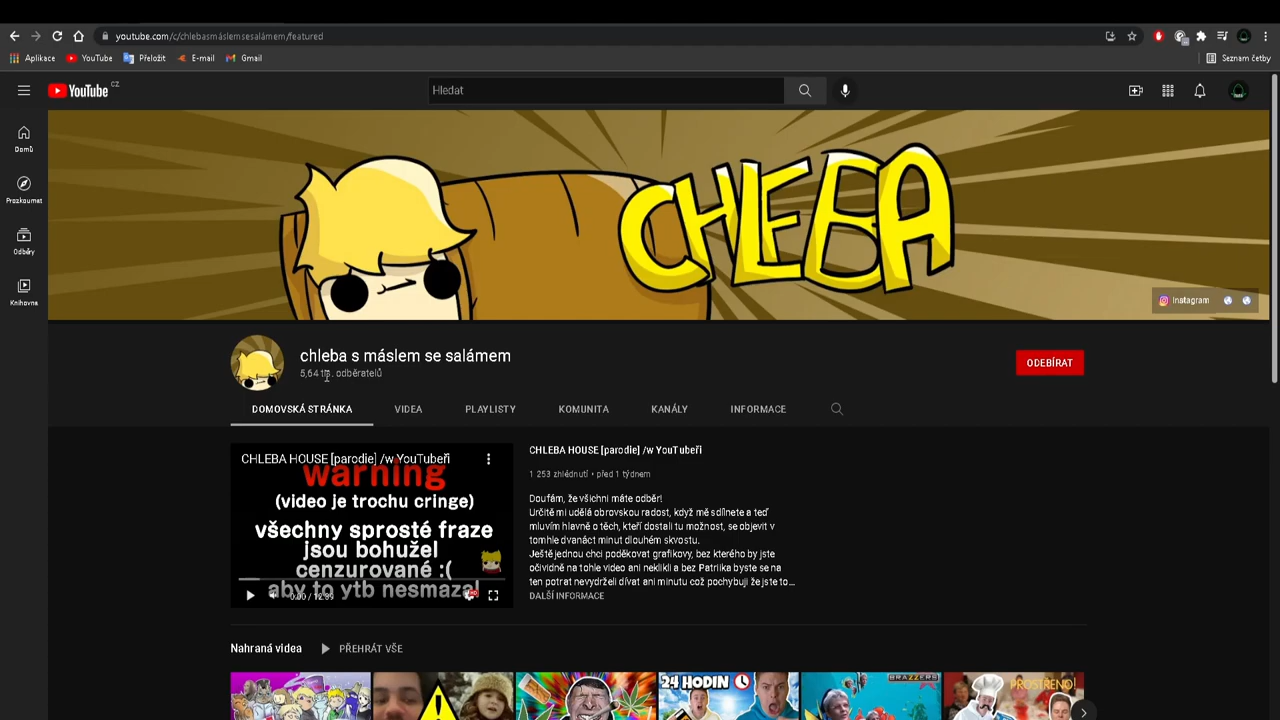 youtube.com/c/chlebasmáslemsesalámem/featured
Aplikace YouTube Přeložit E-mail Gmail Seznam četby
YouTube CZ
Hledat
Domů
Prozkoumat
Odběry
Knihovna
CHLEBA
Instagram
chleba s máslem se salámem
5,64 tis. odběratelů
ODEBÍRAT
DOMOVSKÁ STRÁNKA VIDEA PLAYLISTY KOMUNITA KANÁLY INFORMACE
CHLEBA HOUSE [parodie] /w YouTubeři
warning
(video je trochu cringe)
všechny sprosté fraze
jsou bohužel
cenzurované :(
aby to ytb nesmazal
0:00 / 12:39
CHLEBA HOUSE [parodie] /w YouTubeři
1 253 zhlédnutí • před 1 týdnem
Doufám, že všichni máte odběr!
Určitě mi udělá obrovskou radost, když mě sdílnete a teď
mluvím hlavně o těch, kteří dostali tu možnost, se objevit v
tomhle dvanáct minut dlouhém skvostu.
Ještě jednou chci poděkovat grafikovy, bez kterého by jste
očividně na tohle video ani neklikli a bez Patriika byste se na
ten potrat nevydrželi dívat ani minutu což pochybuji že jste to...
DALŠÍ INFORMACE
Nahraná videa PŘEHRÁT VŠE
24 HODIN
BRAZZERS
PROSTŘENO!